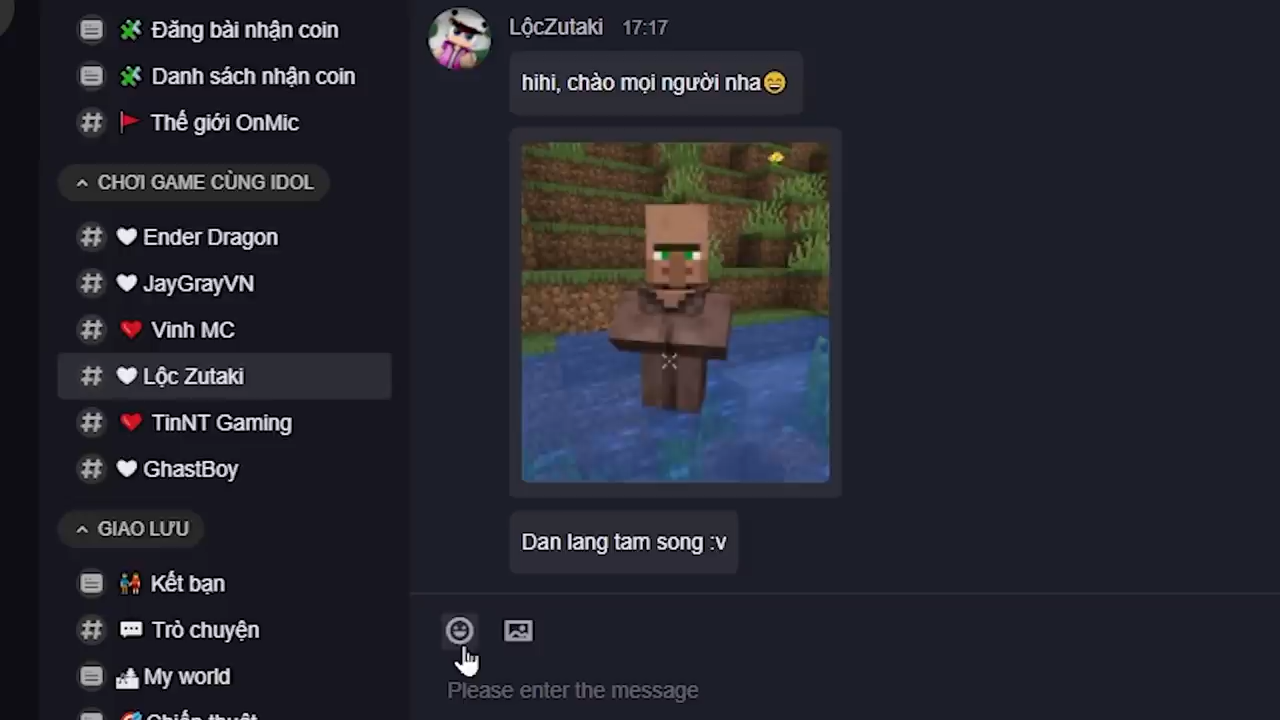 Đăng bài nhận coin
Danh sách nhận coin
Thế giới OnMic
CHƠI GAME CÙNG IDOL
Ender Dragon
JayGrayVN
Vinh MC
Lộc Zutaki
TinNT Gaming
GhastBoy
GIAO LƯU
Kết bạn
Trò chuyện
My world
Chiến thuật
LộcZutaki 17:17
hihi, chào mọi người nha😄
Dan lang tam song :v
Please enter the message